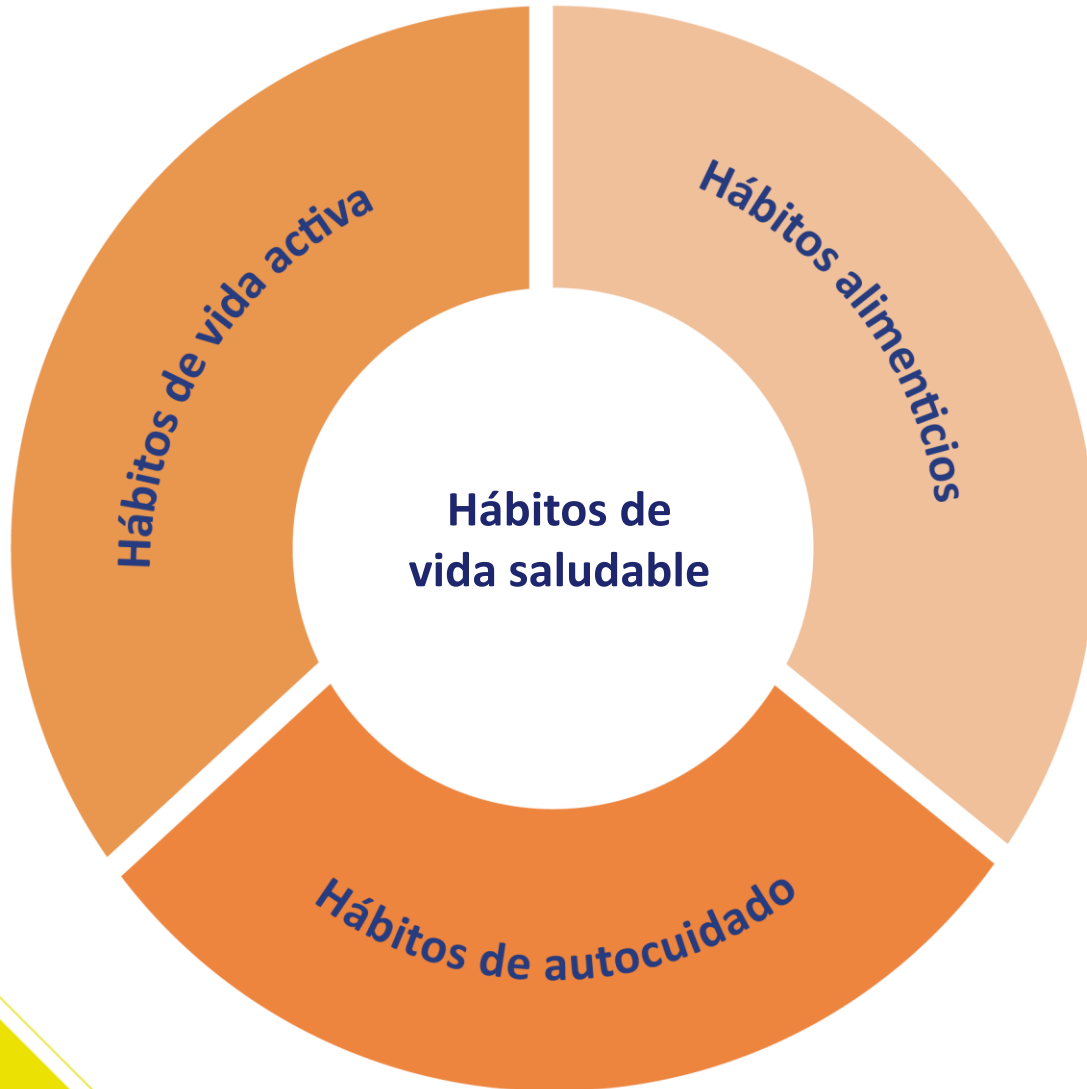 Hábitos de vida activa
Hábitos alimenticios
Hábitos de
vida saludable
Hábitos de autocuidado